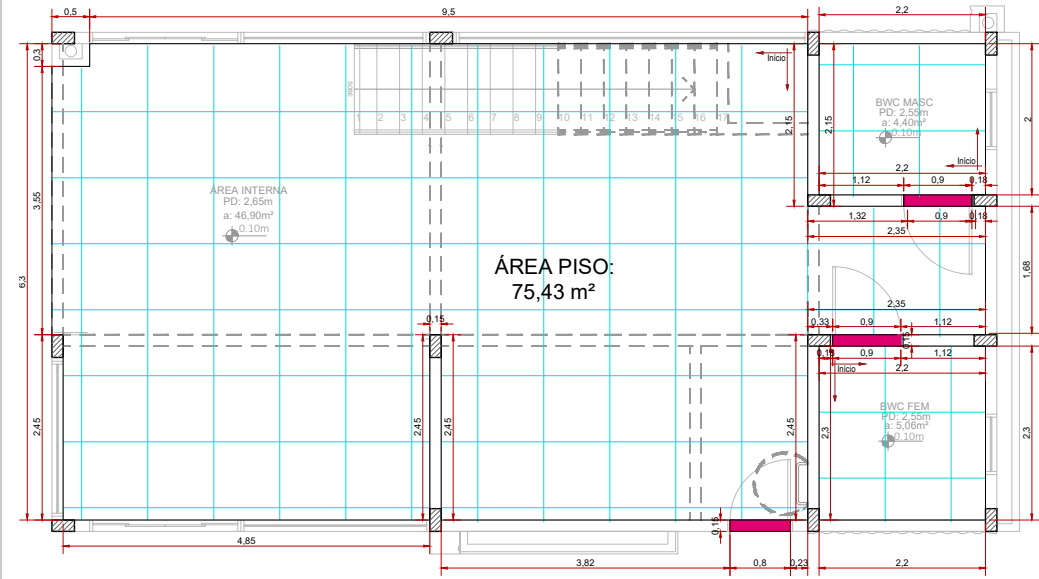 0,5
9,5
2,2
0,3
Início
BWC MASC
PD: 2,55m
a: 4,40m²
0.10m
2
1 2 3 4 5 6 7 8 9 10 11 12 13 14 15 16 17
2,15
2,15
Início
2,2
1,12 0,9 0,18
3,55
ÁREA INTERNA
PD: 2,65m
a: 46,90m²
0.10m
1,32 0,9 0,18
2,35
6,3
ÁREA PISO:
75,43 m²
1,68
2,35
0,15
0,33 0,9 1,12
0,15
0,13 0,9 1,12
Início
2,2
2,45
2,45
2,45
2,45
2,3
BWC FEM
PD: 2,55m
a: 5,06m²
0.10m
2,3
0,15
4,85
3,82
0,8
0,23
2,2